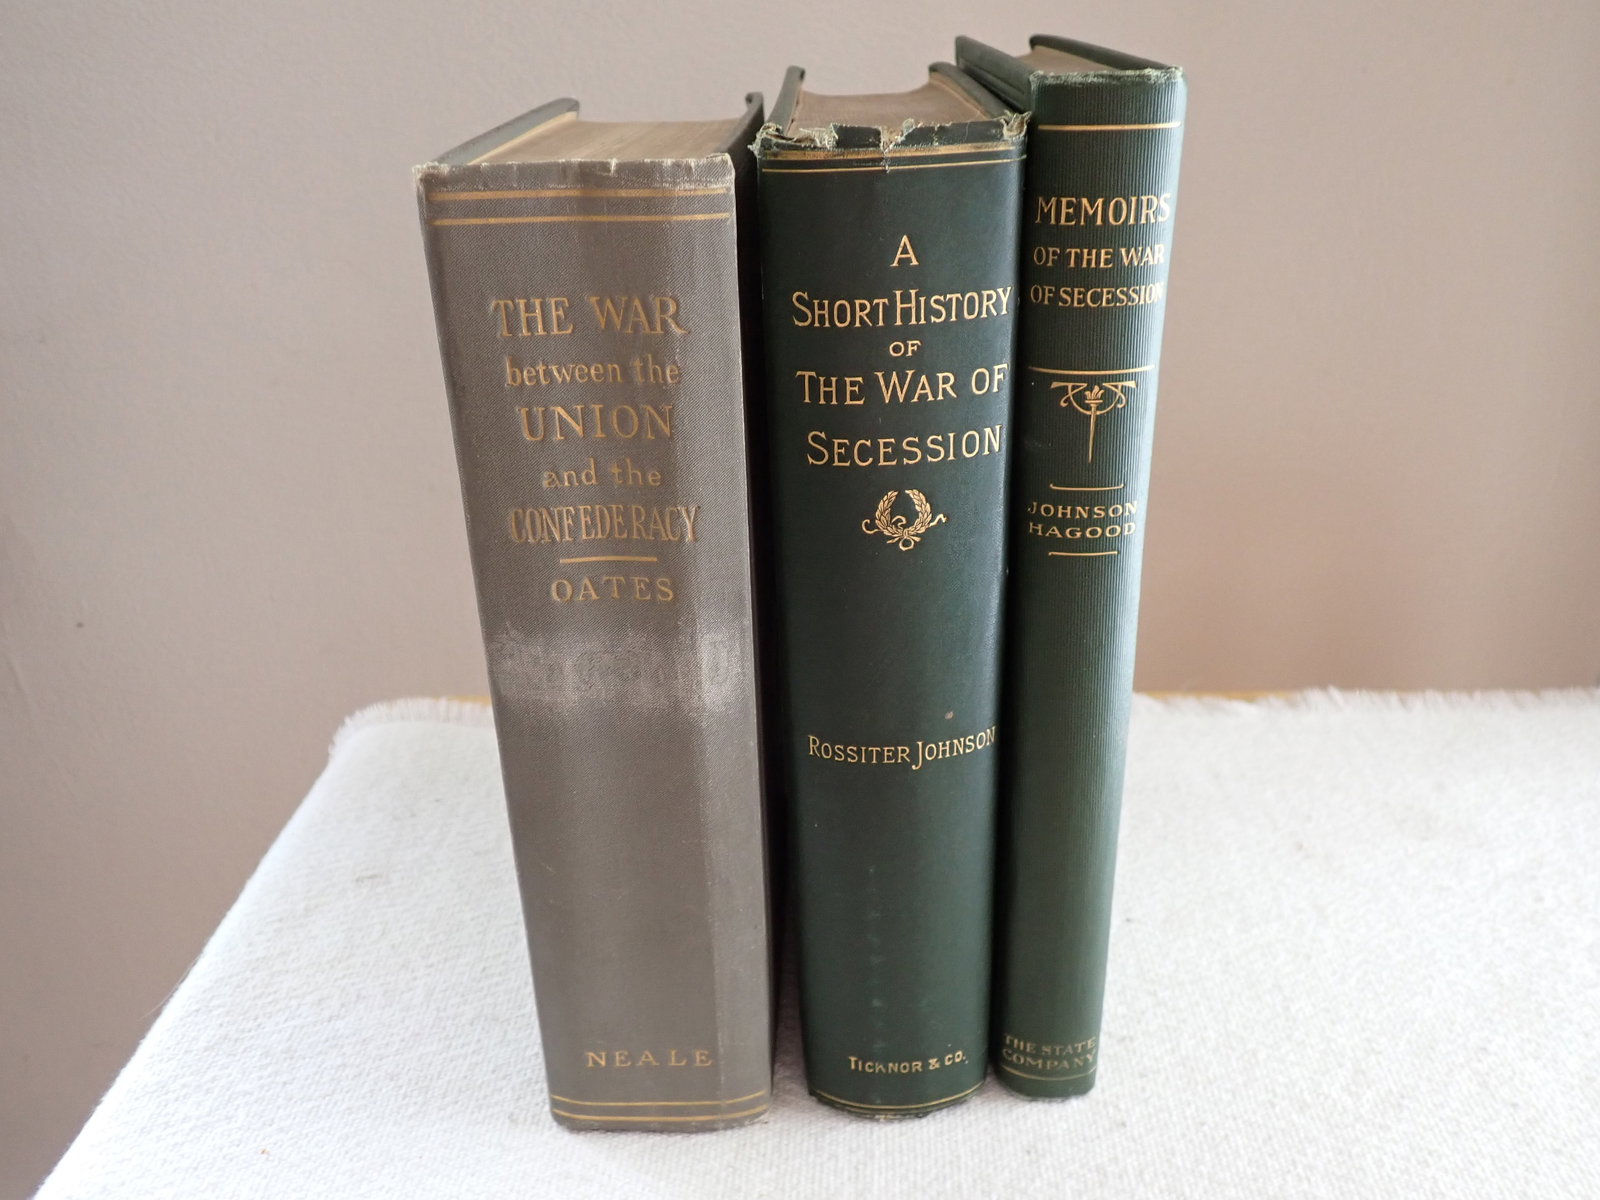 THE WAR
between the
UNION
and the
CONFEDERACY
OATES
NEALE
A
SHORT HISTORY
OF
THE WAR OF
SECESSION
ROSSITER JOHNSON
TICKNOR & CO.
MEMOIRS
OF THE WAR
OF SECESSION
JOHNSON
HAGOOD
THE STATE
COMPANY